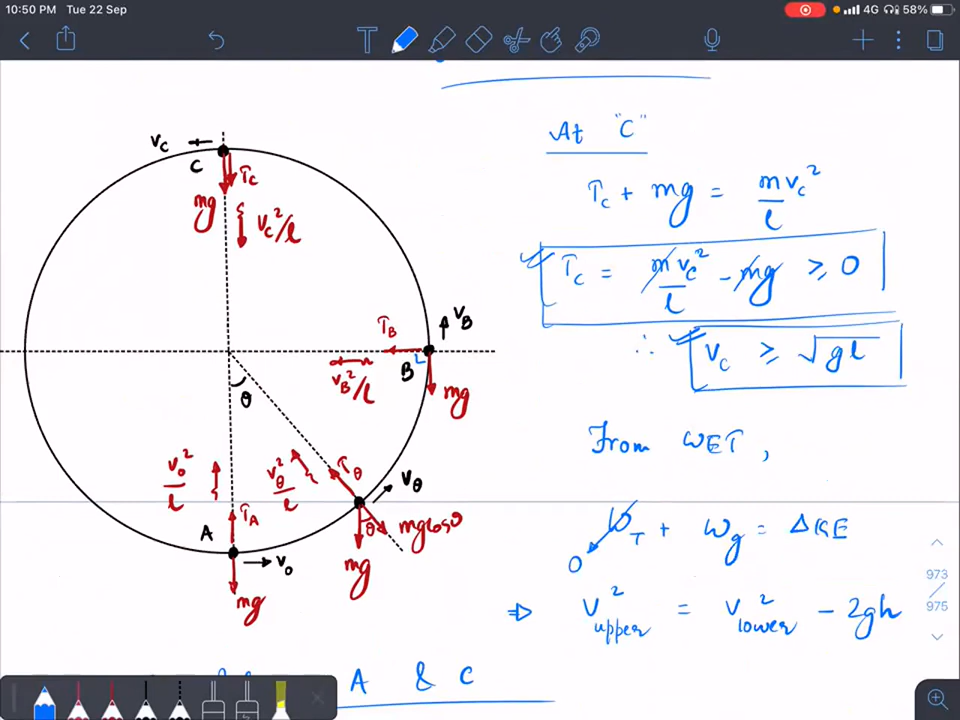 10:50 PM Tue 22 Sep
4G 58%
T
v_C
C
T_C
mg
v_C²/l
At "C"
T_C + mg = mv_C²/l
T_C = mv_C²/l - mg ≥ 0
∴ v_C ≥ √gl
T_B
v_B
B
v_B²/l
mg
θ
From WET,
v_0²/l
v_θ²/l
T_θ
v_θ
T_A
A
θ
mgcosθ
v_0
mg
mg
W_T + W_g = ΔKE
0
⇒ V²_upper = V²_lower - 2gh
973
/
975
A & C